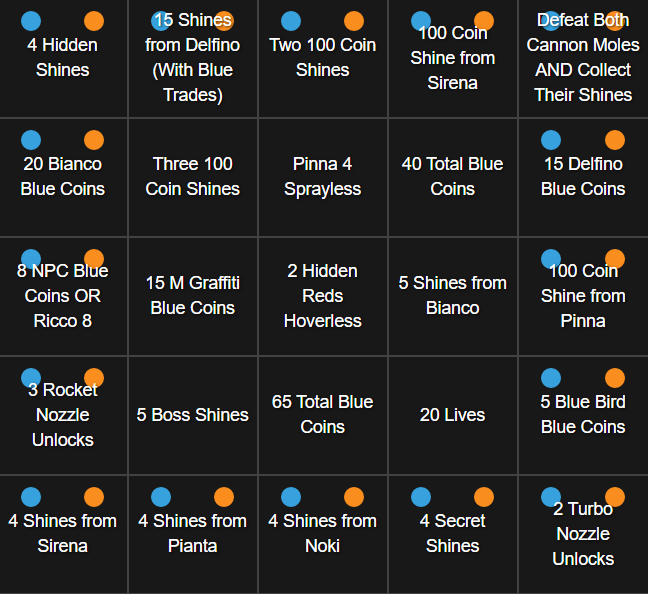 4 Hidden
Shines
15 Shines
from Delfino
(With Blue
Trades)
Two 100 Coin
Shines
100 Coin
Shine from
Sirena
Defeat Both
Cannon Moles
AND Collect
Their Shines
20 Bianco
Blue Coins
Three 100
Coin Shines
Pinna 4
Sprayless
40 Total Blue
Coins
15 Delfino
Blue Coins
8 NPC Blue
Coins OR
Ricco 8
15 M Graffiti
Blue Coins
2 Hidden
Reds
Hoverless
5 Shines from
Bianco
100 Coin
Shine from
Pinna
3 Rocket
Nozzle
Unlocks
5 Boss Shines
65 Total Blue
Coins
20 Lives
5 Blue Bird
Blue Coins
4 Shines from
Sirena
4 Shines from
Pianta
4 Shines from
Noki
4 Secret
Shines
2 Turbo
Nozzle
Unlocks